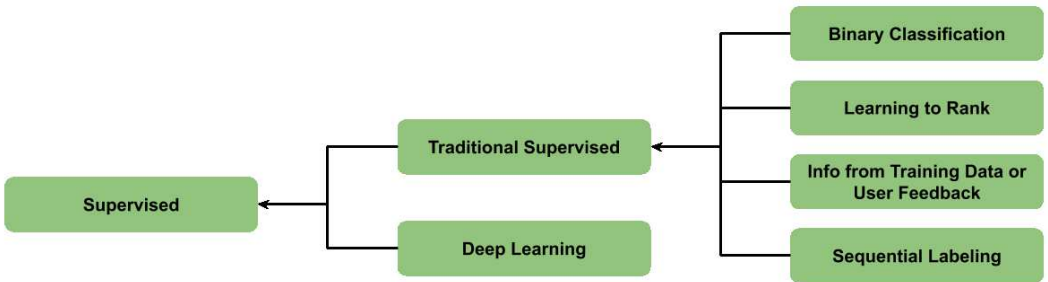 Supervised
Traditional Supervised
Deep Learning
Binary Classification
Learning to Rank
Info from Training Data or
User Feedback
Sequential Labeling